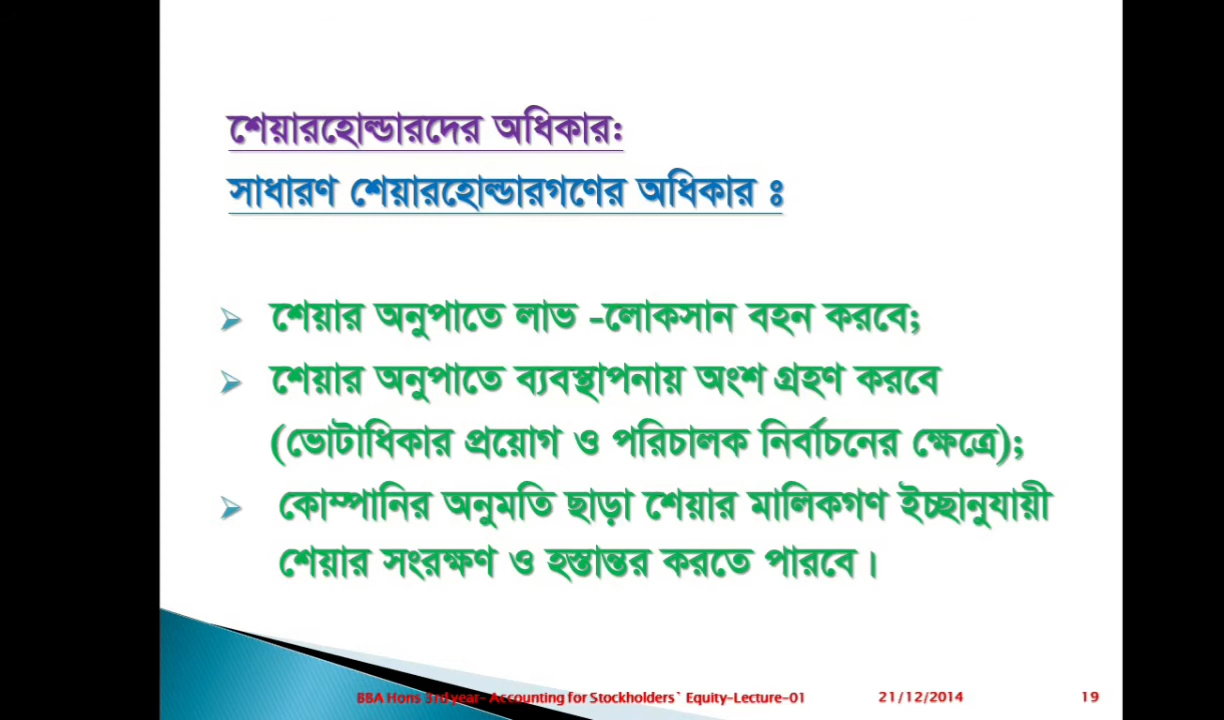 শেয়ারহোল্ডারদের অধিকার:
সাধারণ শেয়ারহোল্ডারগণের অধিকার ঃ
শেয়ার অনুপাতে লাভ -লোকসান বহন করবে;
শেয়ার অনুপাতে ব্যবস্থাপনায় অংশ গ্রহণ করবে
(ভোটাধিকার প্রয়োগ ও পরিচালক নির্বাচনের ক্ষেত্রে);
কোম্পানির অনুমতি ছাড়া শেয়ার মালিকগণ ইচ্ছানুযায়ী
শেয়ার সংরক্ষণ ও হস্তান্তর করতে পারবে।
BBA Hons 3rd year- Accounting for Stockholders` Equity-Lecture-01 21/12/2014 19